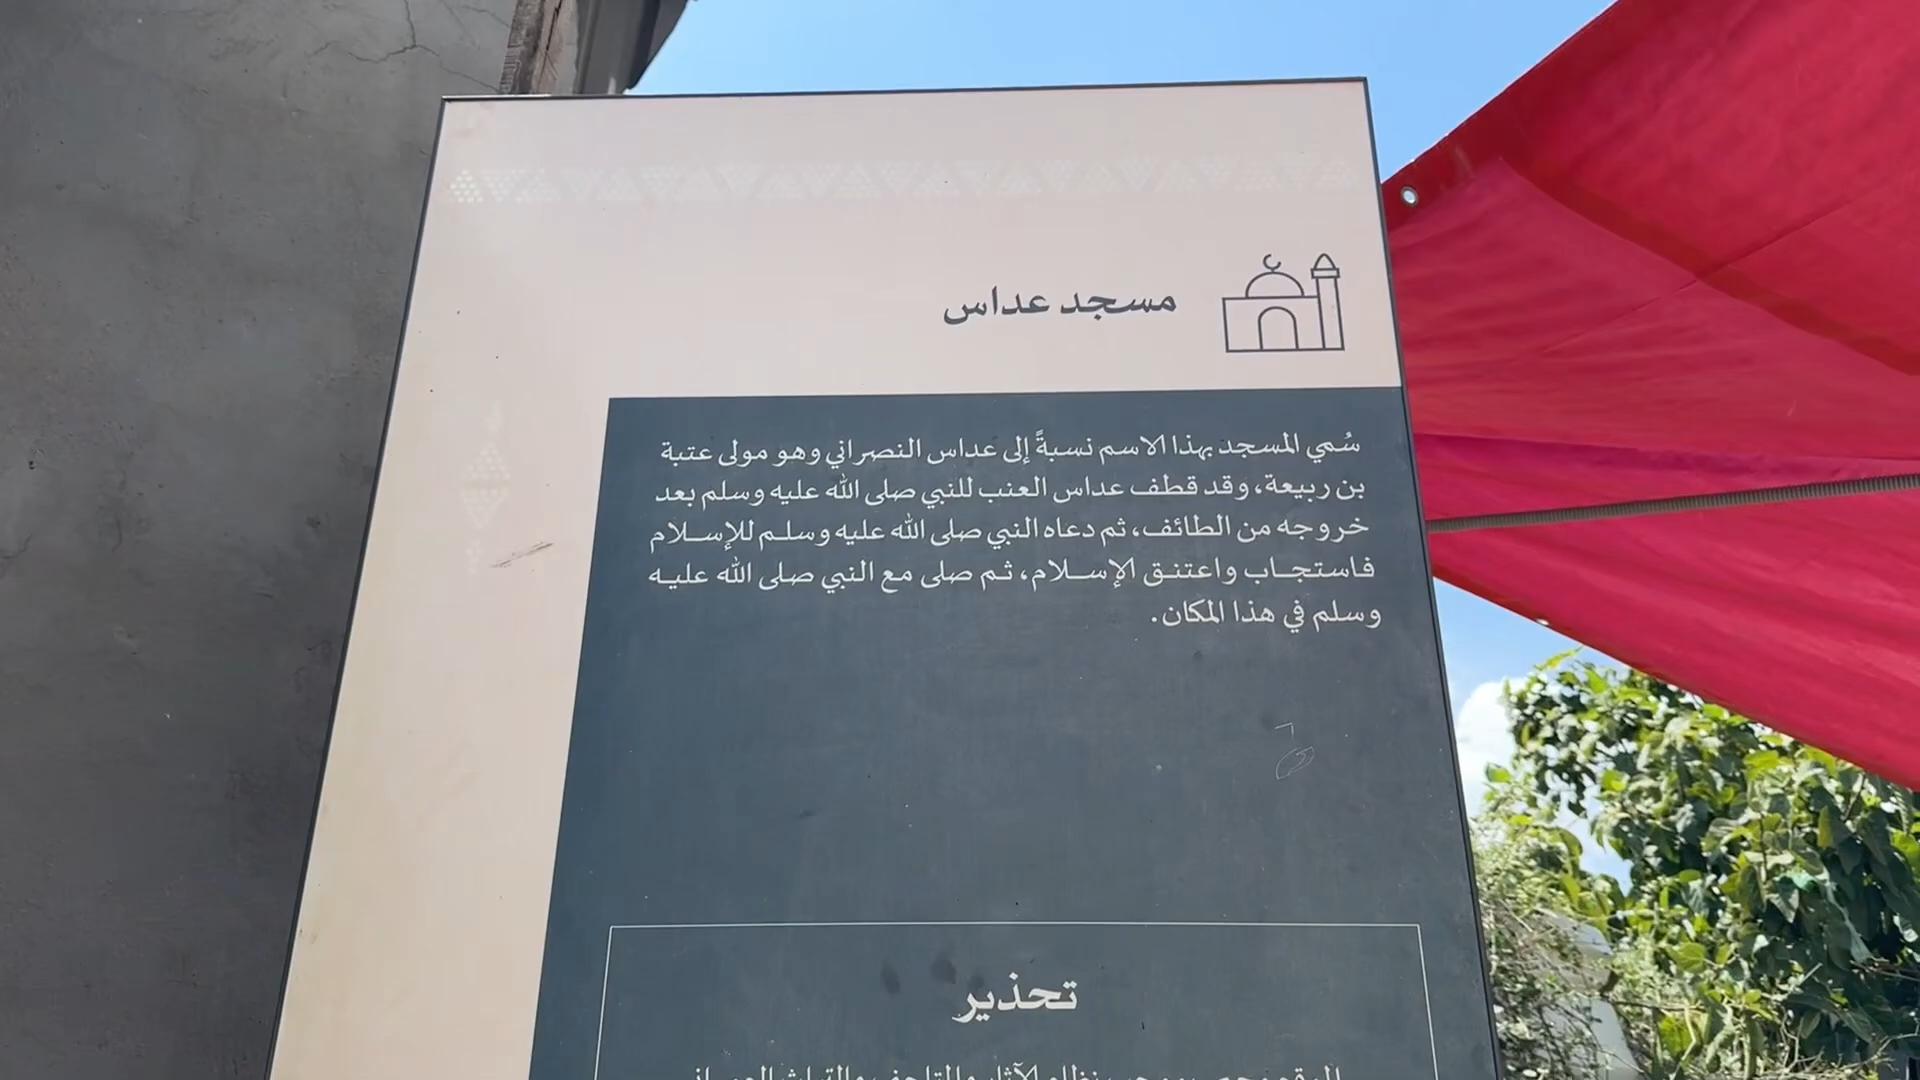 مسجد عداس
سُمي المسجد بهذا الاسم نسبةً إلى عداس النصراني وهو مولى عتبة
بن ربيعة، وقد قطف عداس العنب للنبي صلى الله عليه وسلم بعد
خروجه من الطائف، ثم دعاه النبي صلى الله عليه وسلم للإسلام
فاستجاب واعتنق الإسلام، ثم صلى مع النبي صلى الله عليه
وسلم في هذا المكان.
تحذير